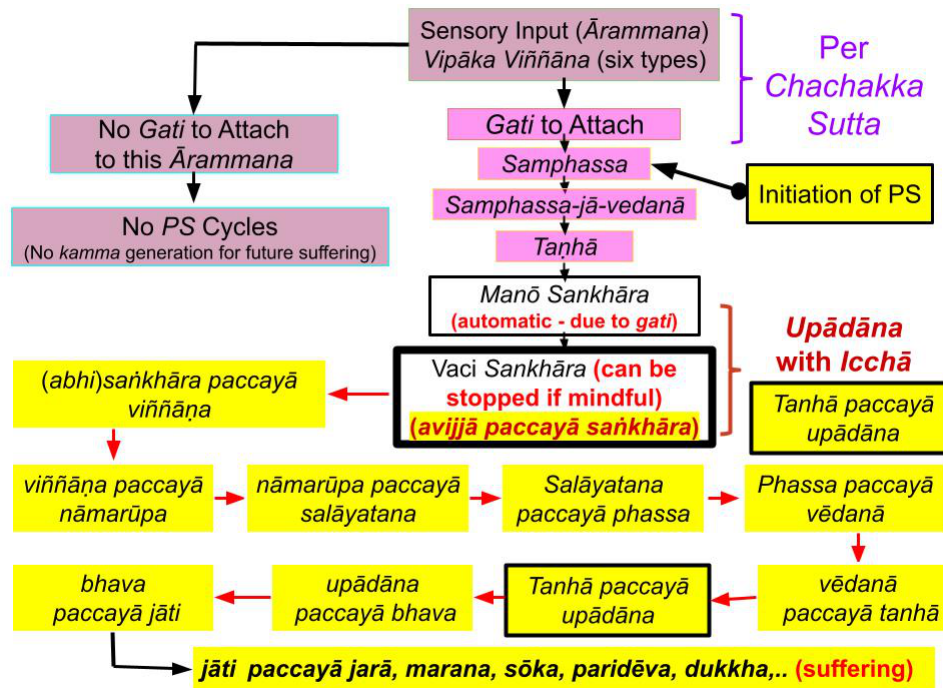 Sensory Input (Ārammana)
Vipāka Viññāna (six types)
Per
Chachakka
Sutta
No Gati to Attach
to this Ārammana
Gati to Attach
Samphassa
Initiation of PS
Samphassa-jā-vedanā
No PS Cycles
(No kamma generation for future suffering)
Taṇhā
Manō Sankhāra
(automatic - due to gati)
Upādāna
with Icchā
Vaci Sankhāra (can be
stopped if mindful)
(avijjā paccayā saṅkhāra)
Tanhā paccayā
upādāna
(abhi)saṅkhāra paccayā
viññāṇa
viññāṇa paccayā
nāmarūpa
nāmarūpa paccayā
salāyatana
Salāyatana
paccayā phassa
Phassa paccayā
vēdanā
bhava
paccayā jāti
upādāna
paccayā bhava
Tanhā paccayā
upādāna
vēdanā
paccayā tanhā
jāti paccayā jarā, marana, sōka, paridēva, dukkha,.. (suffering)